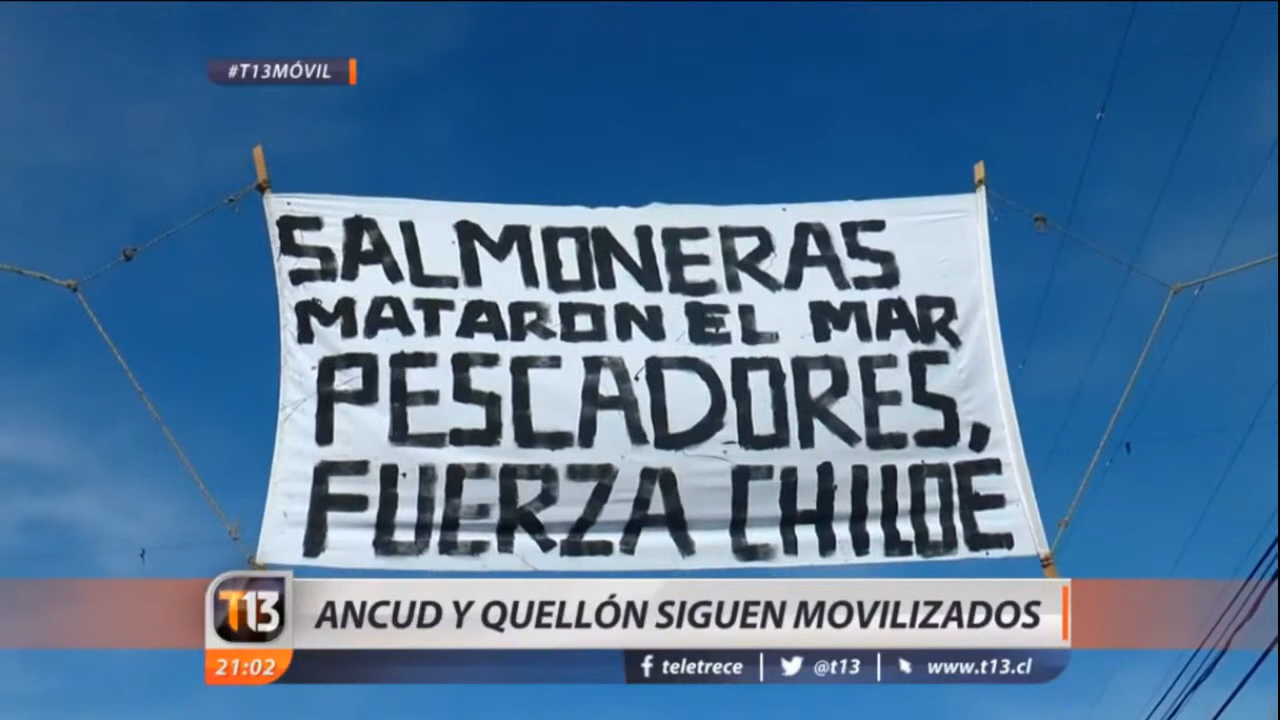 #T13MÓVIL
SALMONERAS
MATARON EL MAR
PESCADORES,
FUERZA CHILOÉ
T13
ANCUD Y QUELLÓN SIGUEN MOVILIZADOS
21:02
teletrece
@t13
www.t13.cl